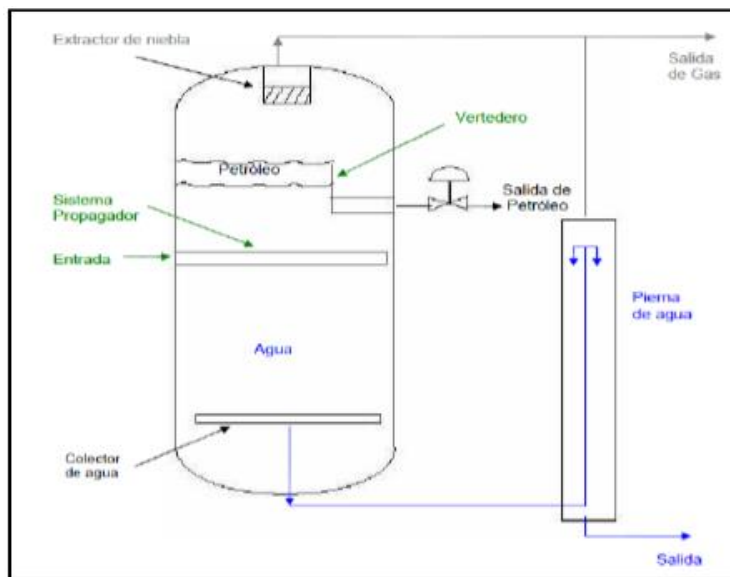 Extractor de niebla
Salida
de Gas
Vertedero
Petróleo
Sistema
Propagador
Salida de
Petróleo
Entrada
Pierna
de agua
Agua
Colector
de agua
Salida